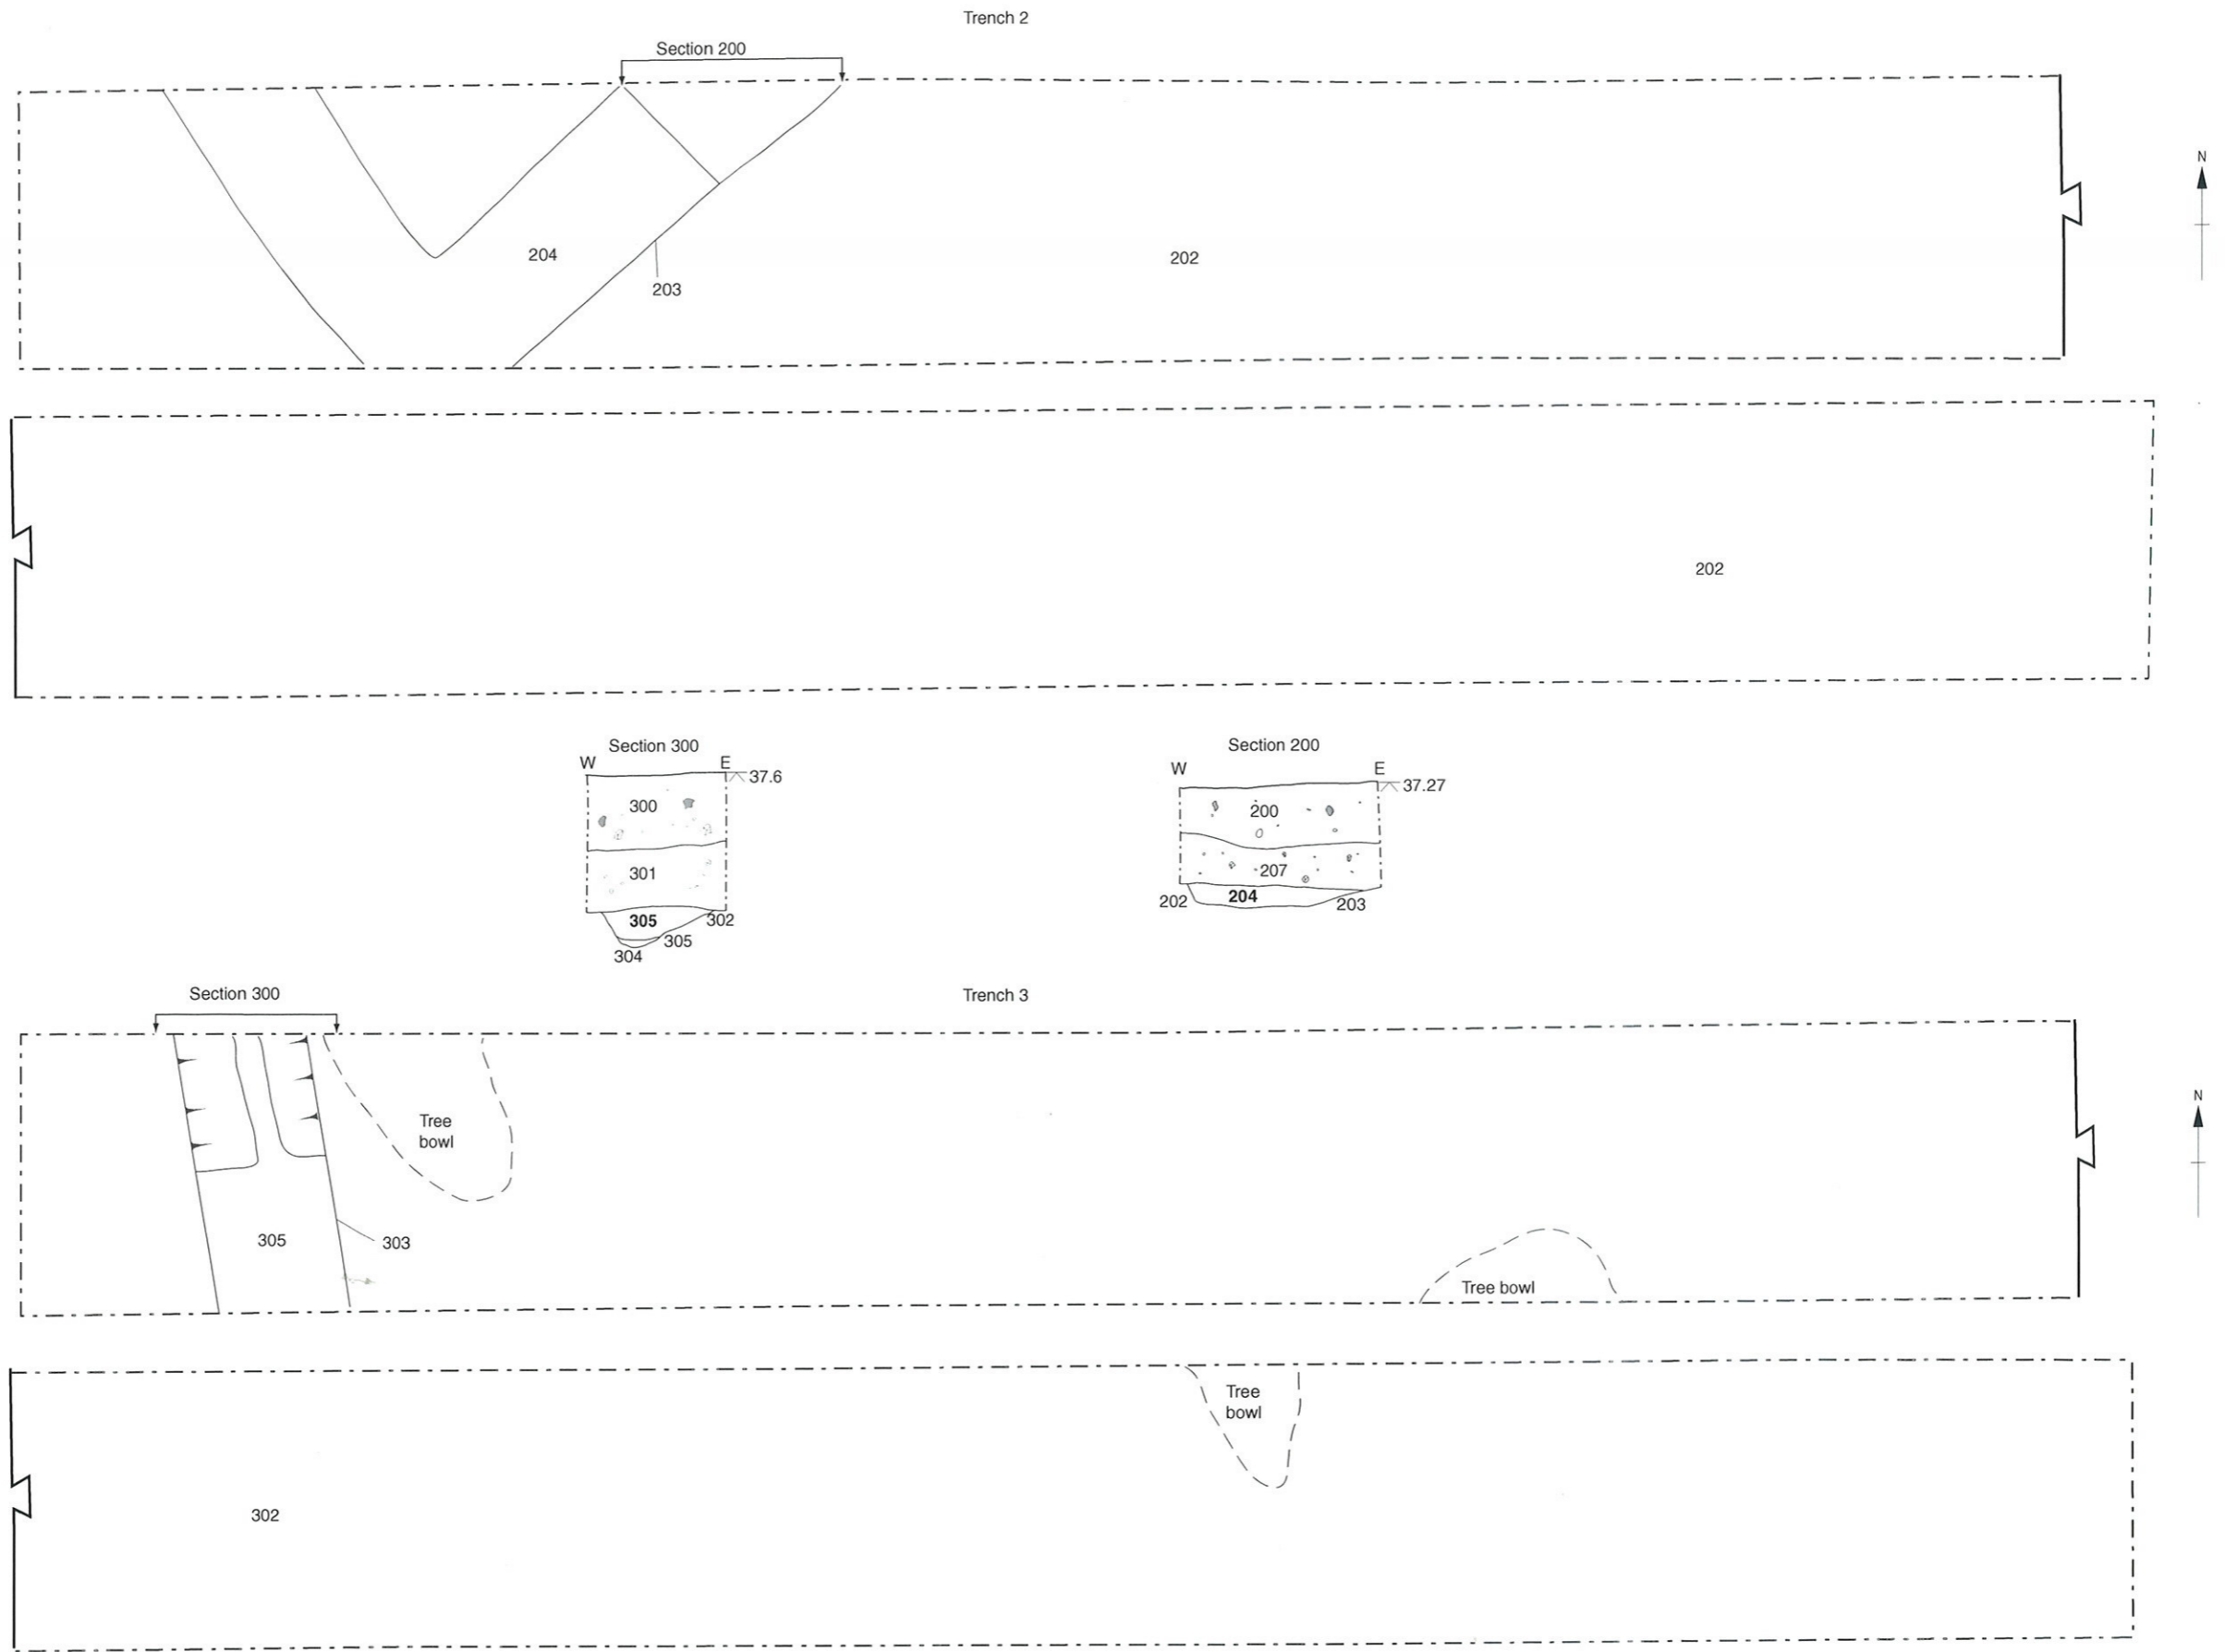 Trench 2
Section 200
N
204
202
203
202
Section 300
W E
37.6
300
301
305
302
305
304
Section 200
W E
37.27
200
207
204
202
203
Section 300
Trench 3
N
Tree
bowl
305
303
Tree bowl
Tree
bowl
302